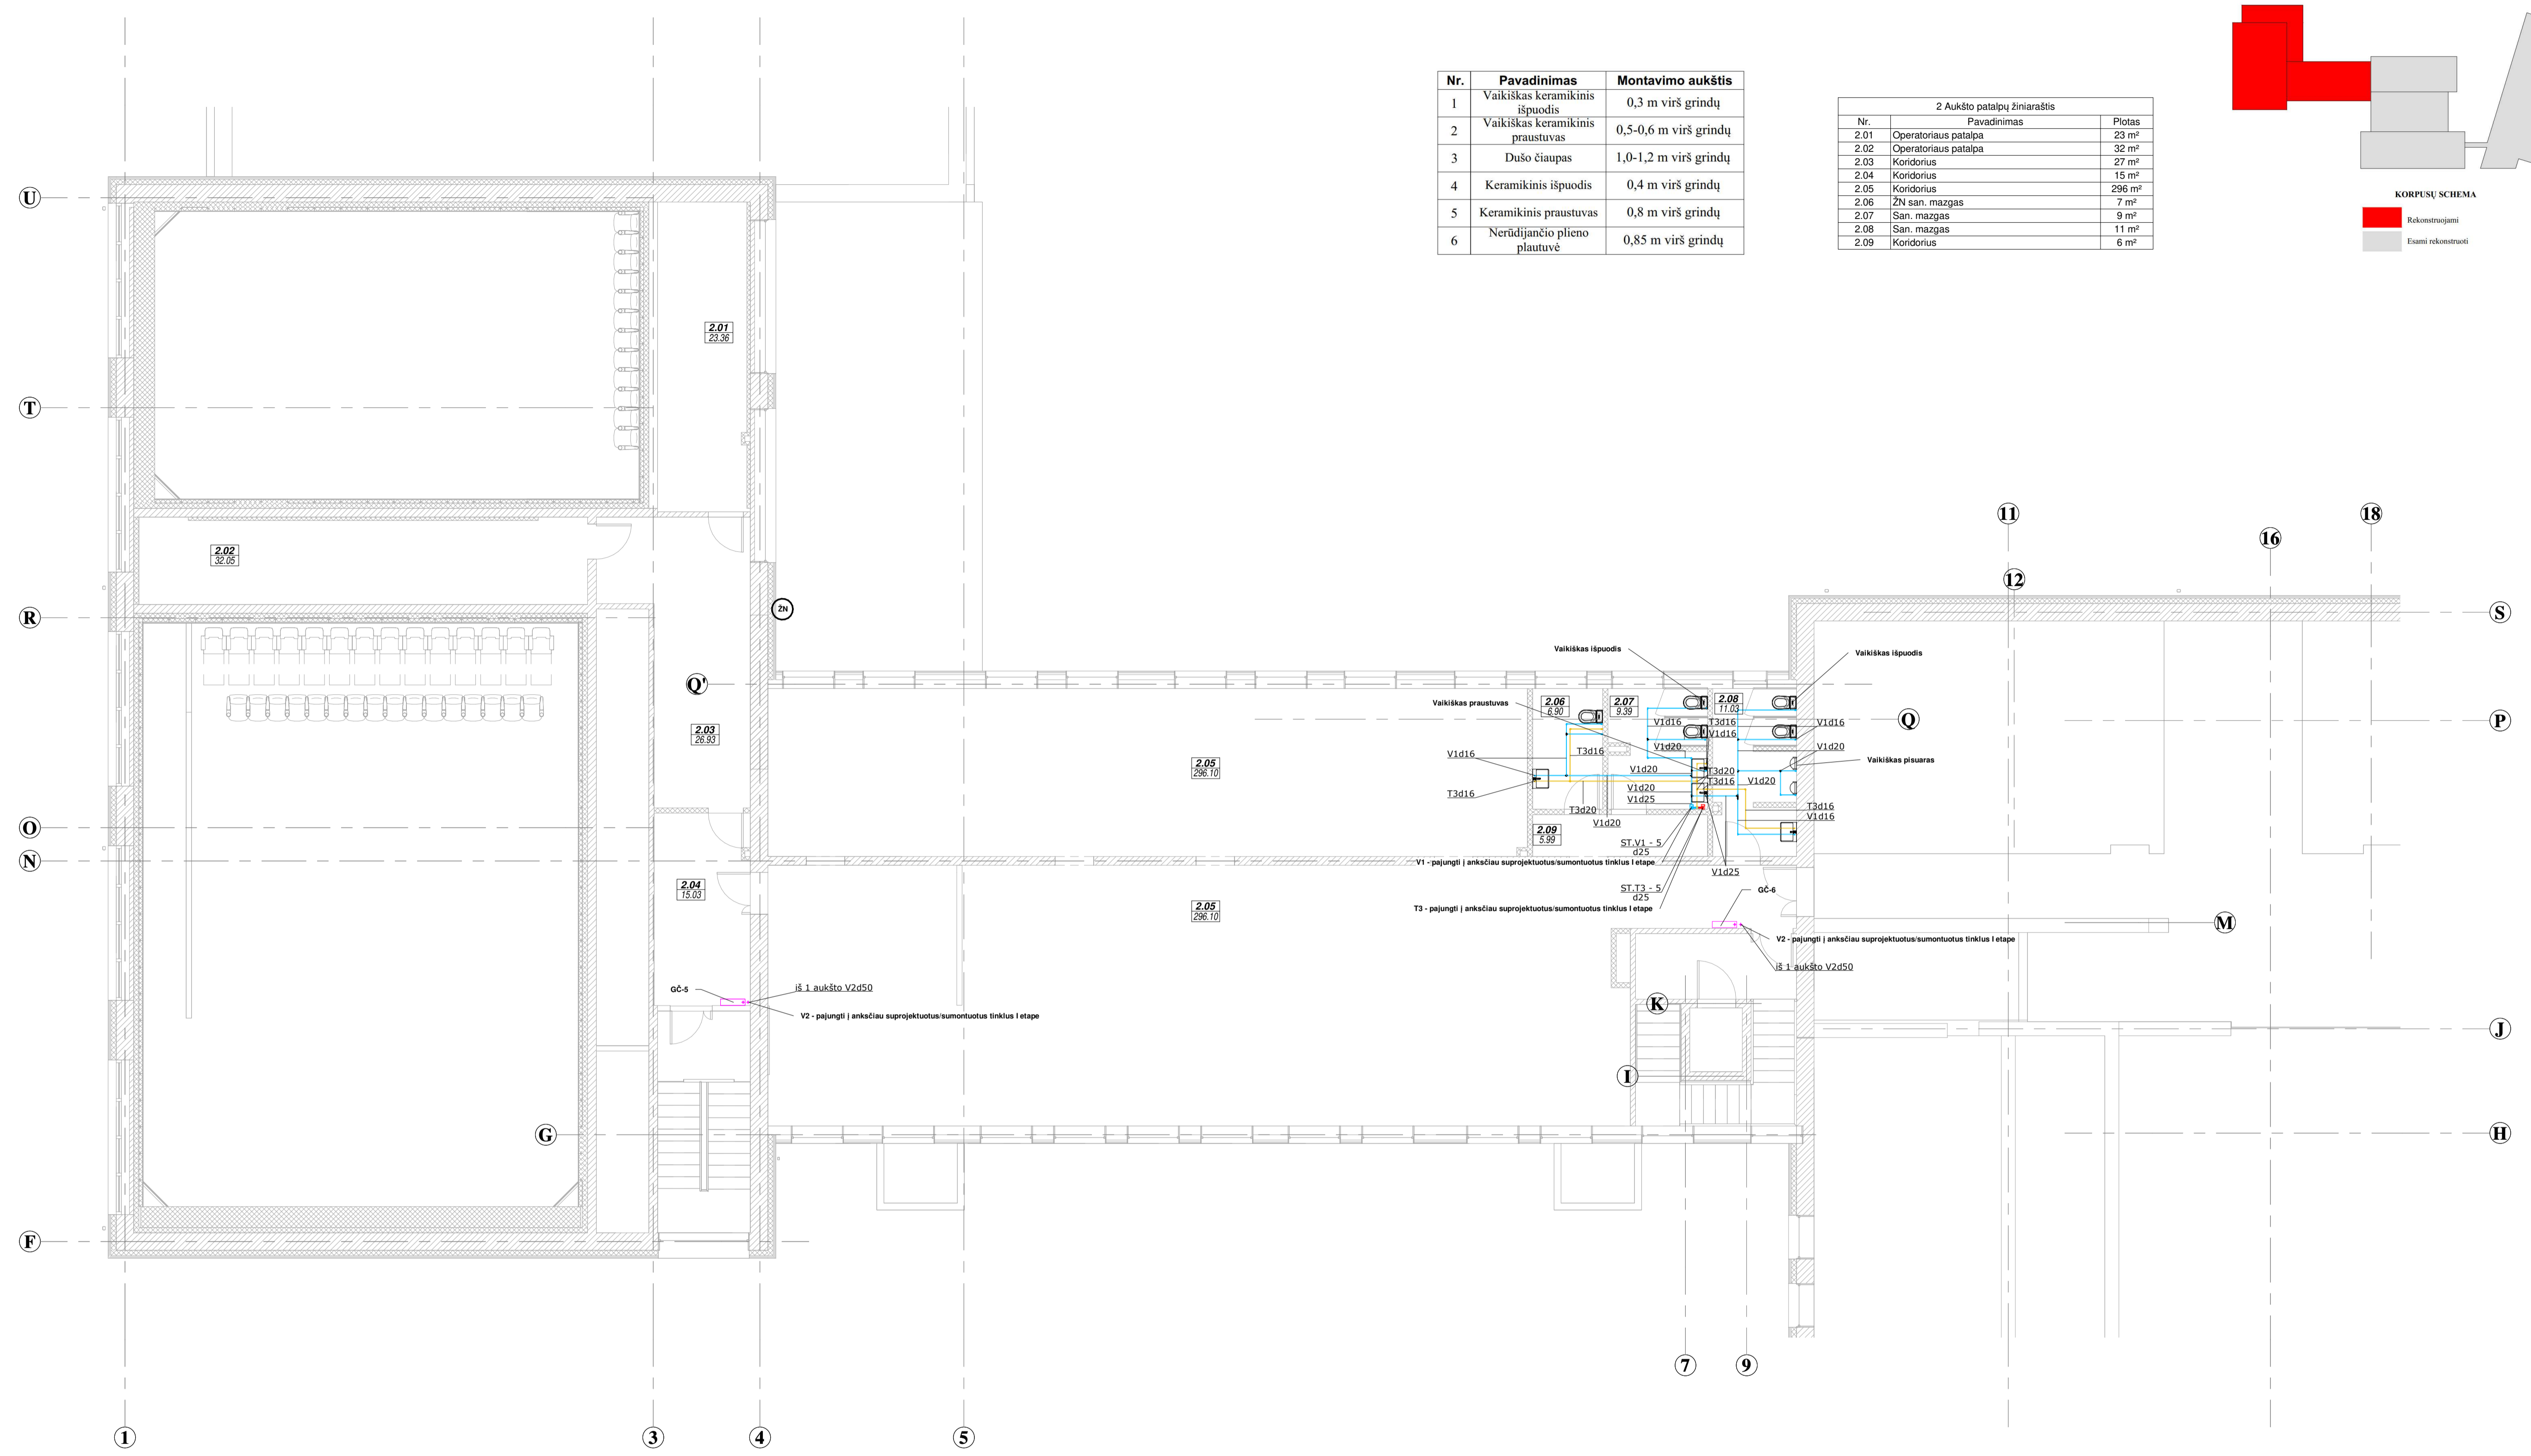 Nr. Pavadinimas Montavimo aukštis
1 Vaikiškas keramikinis išpuodis 0,3 m virš grindų
2 Vaikiškas keramikinis praustuvas 0,5-0,6 m virš grindų
3 Dušo čiaupas 1,0-1,2 m virš grindų
4 Keramikinis išpuodis 0,4 m virš grindų
5 Keramikinis praustuvas 0,8 m virš grindų
6 Nerūdijančio plieno plautuvė 0,85 m virš grindų
2 Aukšto patalpų žiniaraštis
Nr. Pavadinimas Plotas
2.01 Operatoriaus patalpa 23 m²
2.02 Operatoriaus patalpa 32 m²
2.03 Koridorius 27 m²
2.04 Koridorius 15 m²
2.05 Koridorius 296 m²
2.06 ŽN san. mazgas 7 m²
2.07 San. mazgas 9 m²
2.08 San. mazgas 11 m²
2.09 Koridorius 6 m²
KORPUSŲ SCHEMA
Rekonstruojami
Esami rekonstruoti
U
T
R
Q'
O
N
G
F
2.01
23.36
2.02
32.05
ŽN
2.03
26.93
2.04
15.03
2.05
296.10
2.05
296.10
GČ-5
iš 1 aukšto V2d50
V2 - pajungti į anksčiau suprojektuotus/sumontuotus tinklus I etape
Vaikiškas išpuodis
Vaikiškas išpuodis
Vaikiškas praustuvas
Vaikiškas pisuaras
2.06
6.90
2.07
9.39
2.08
11.03
2.09
5.99
V1d16
T3d16
T3d16
T3d20
V1d20
V1d16
V1d20
V1d20
V1d20
V1d25
T3d16
V1d16
T3d20
T3d16
V1d20
V1d16
V1d20
T3d16
V1d16
V1d25
ST.V1 - 5
d25
V1 - pajungti į anksčiau suprojektuotus/sumontuotus tinklus I etape
ST.T3 - 5
d25
T3 - pajungti į anksčiau suprojektuotus/sumontuotus tinklus I etape
GČ-6
V2 - pajungti į anksčiau suprojektuotus/sumontuotus tinklus I etape
iš 1 aukšto V2d50
11
12
16
18
S
Q
P
M
K
J
I
H
7
9
1
3
4
5